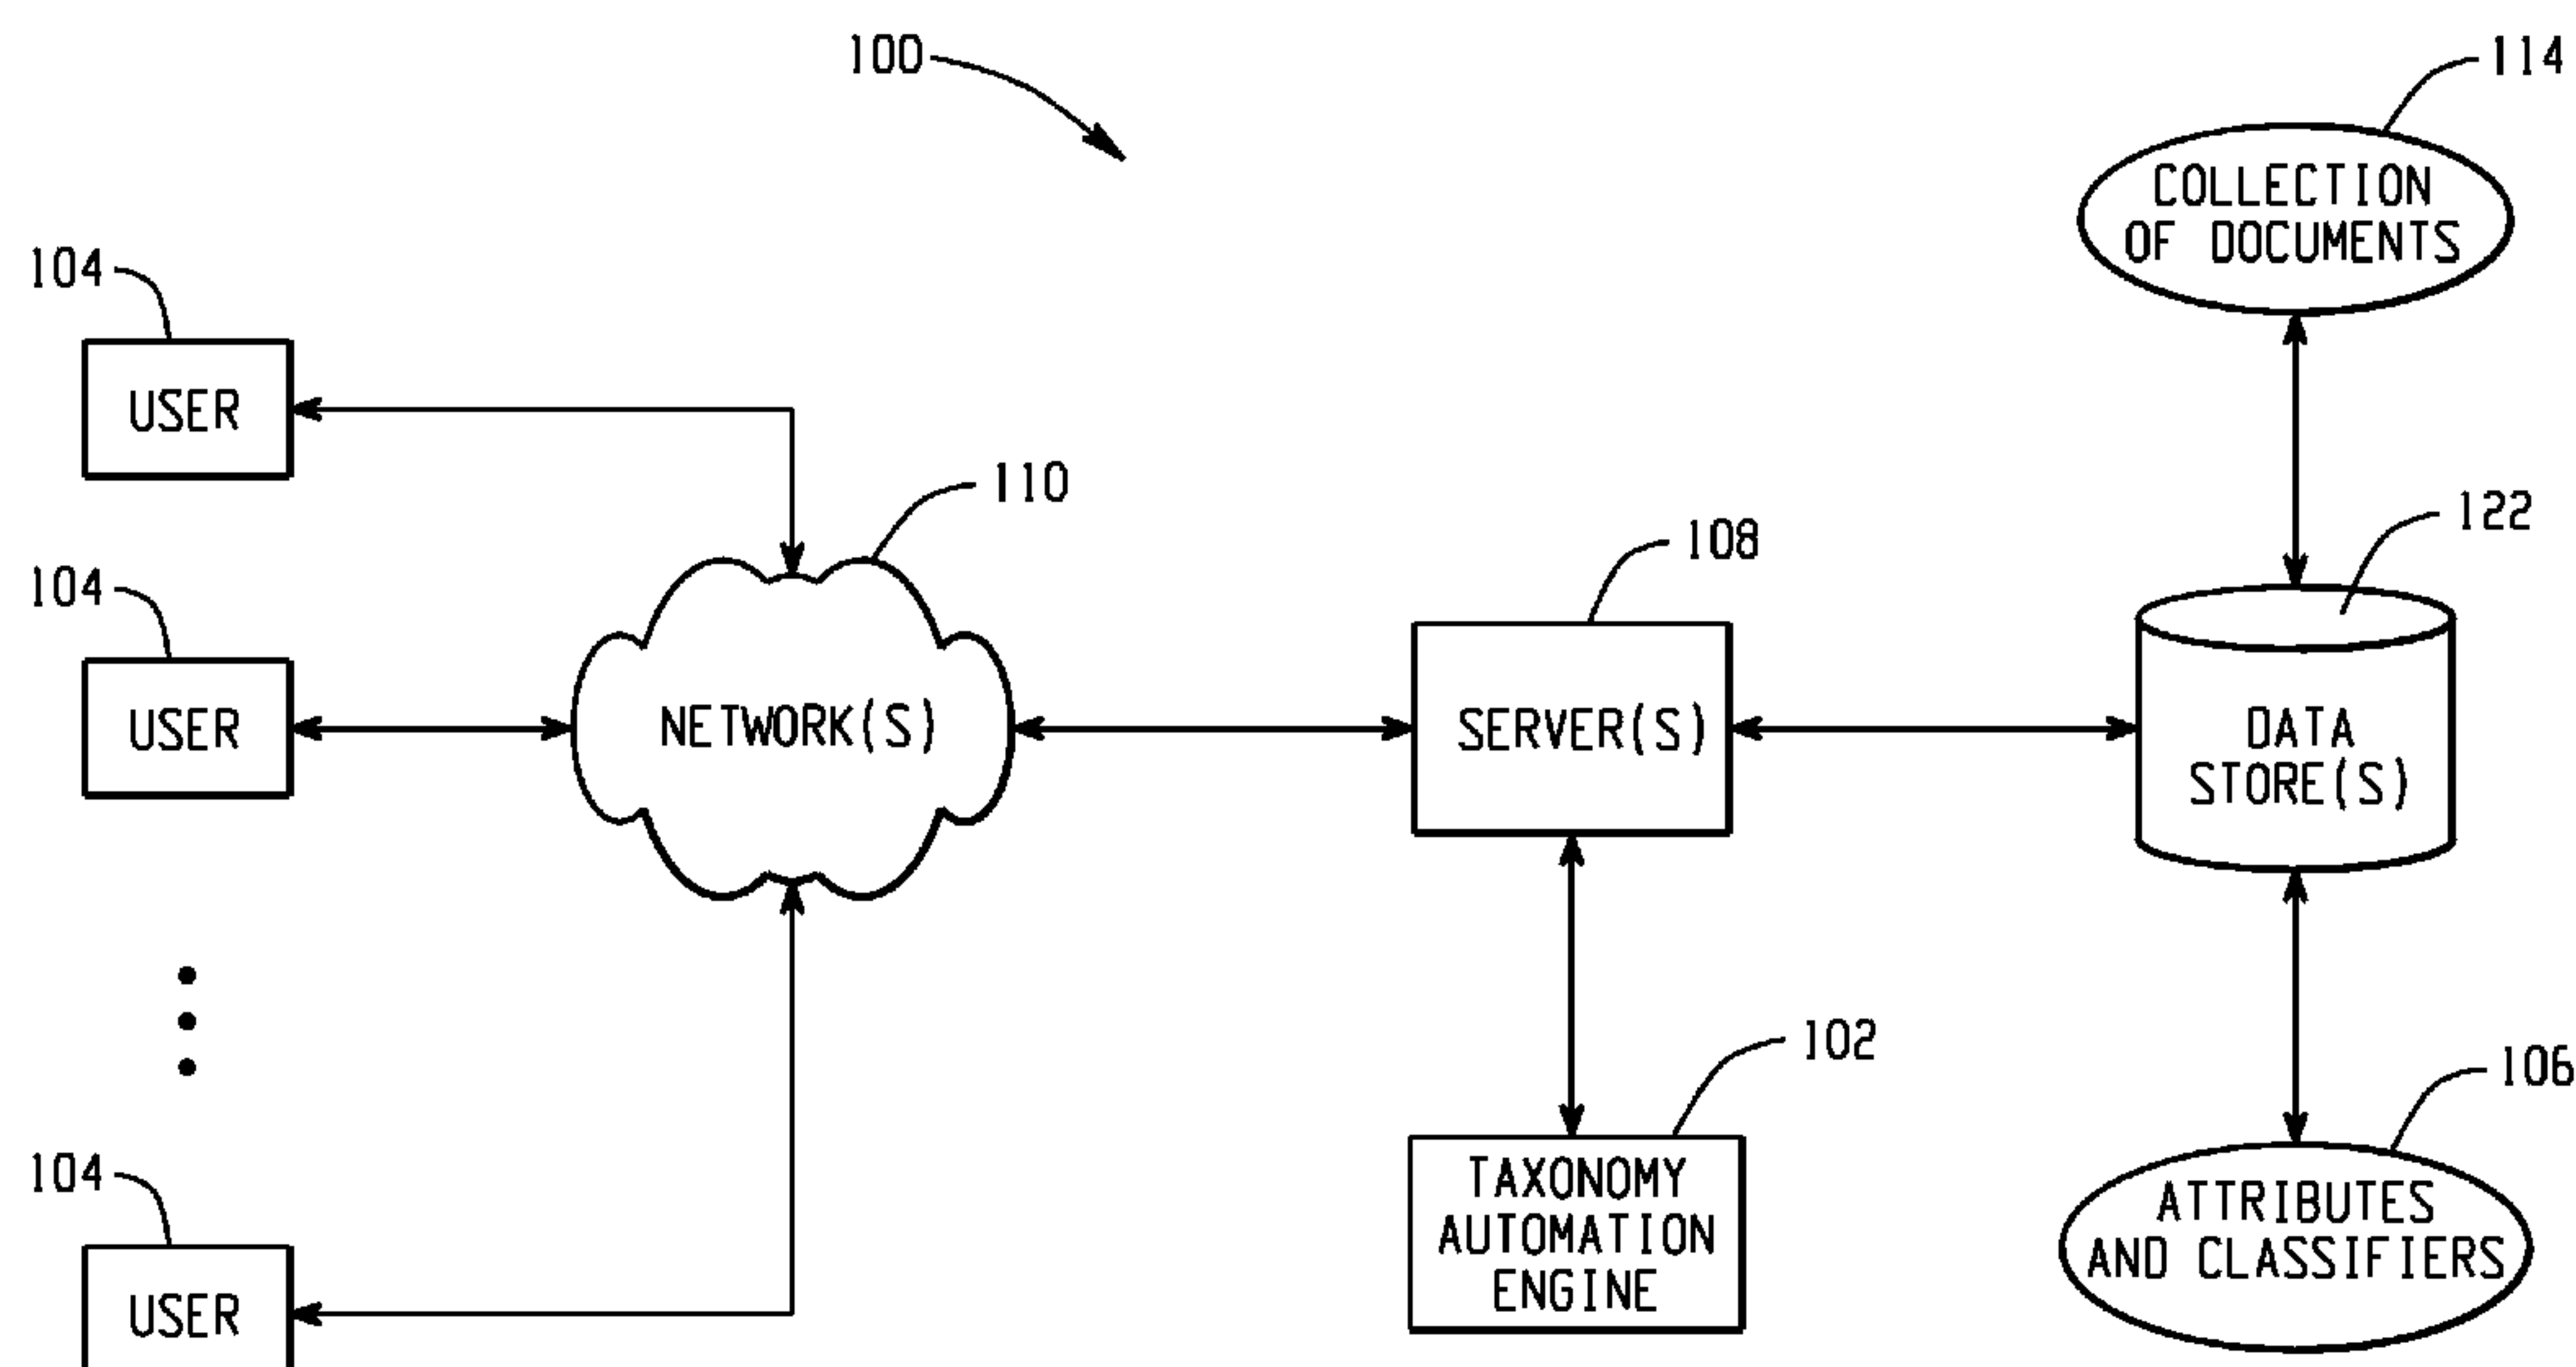 100
114
COLLECTION
OF DOCUMENTS
104
USER
110
122
108
104
USER
NETWORK(S)
SERVER(S)
DATA
STORE(S)
102
106
104
USER
TAXONOMY
AUTOMATION
ENGINE
ATTRIBUTES
AND CLASSIFIERS